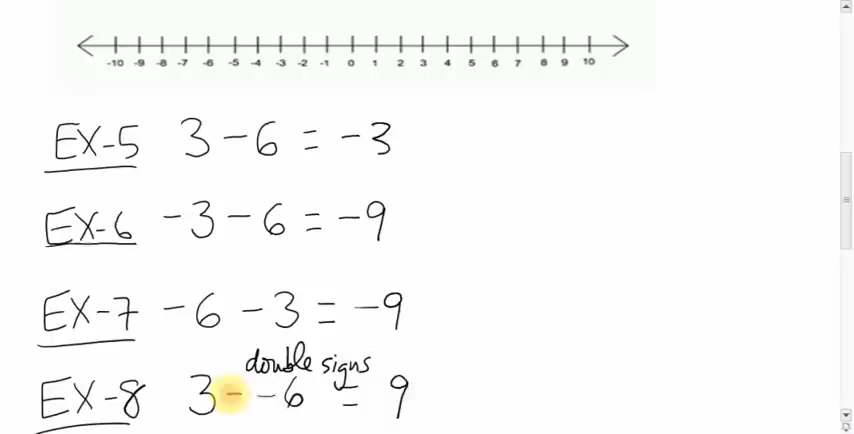 -10 -9 -8 -7 -6 -5 -4 -3 -2 -1 0 1 2 3 4 5 6 7 8 9 10
EX-5 3 - 6 = -3
EX-6 -3 - 6 = -9
EX-7 -6 - 3 = -9
double signs
EX-8 3 - -6 = 9